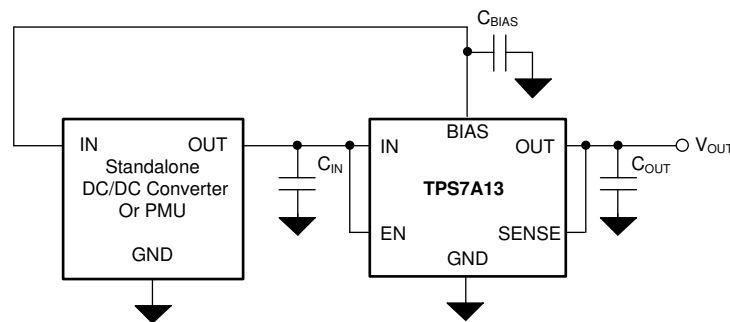 CBIAS
IN
OUT
Standalone
DC/DC Converter
Or PMU
GND
CIN
BIAS
IN
OUT
TPS7A13
EN
SENSE
GND
COUT
VOUT